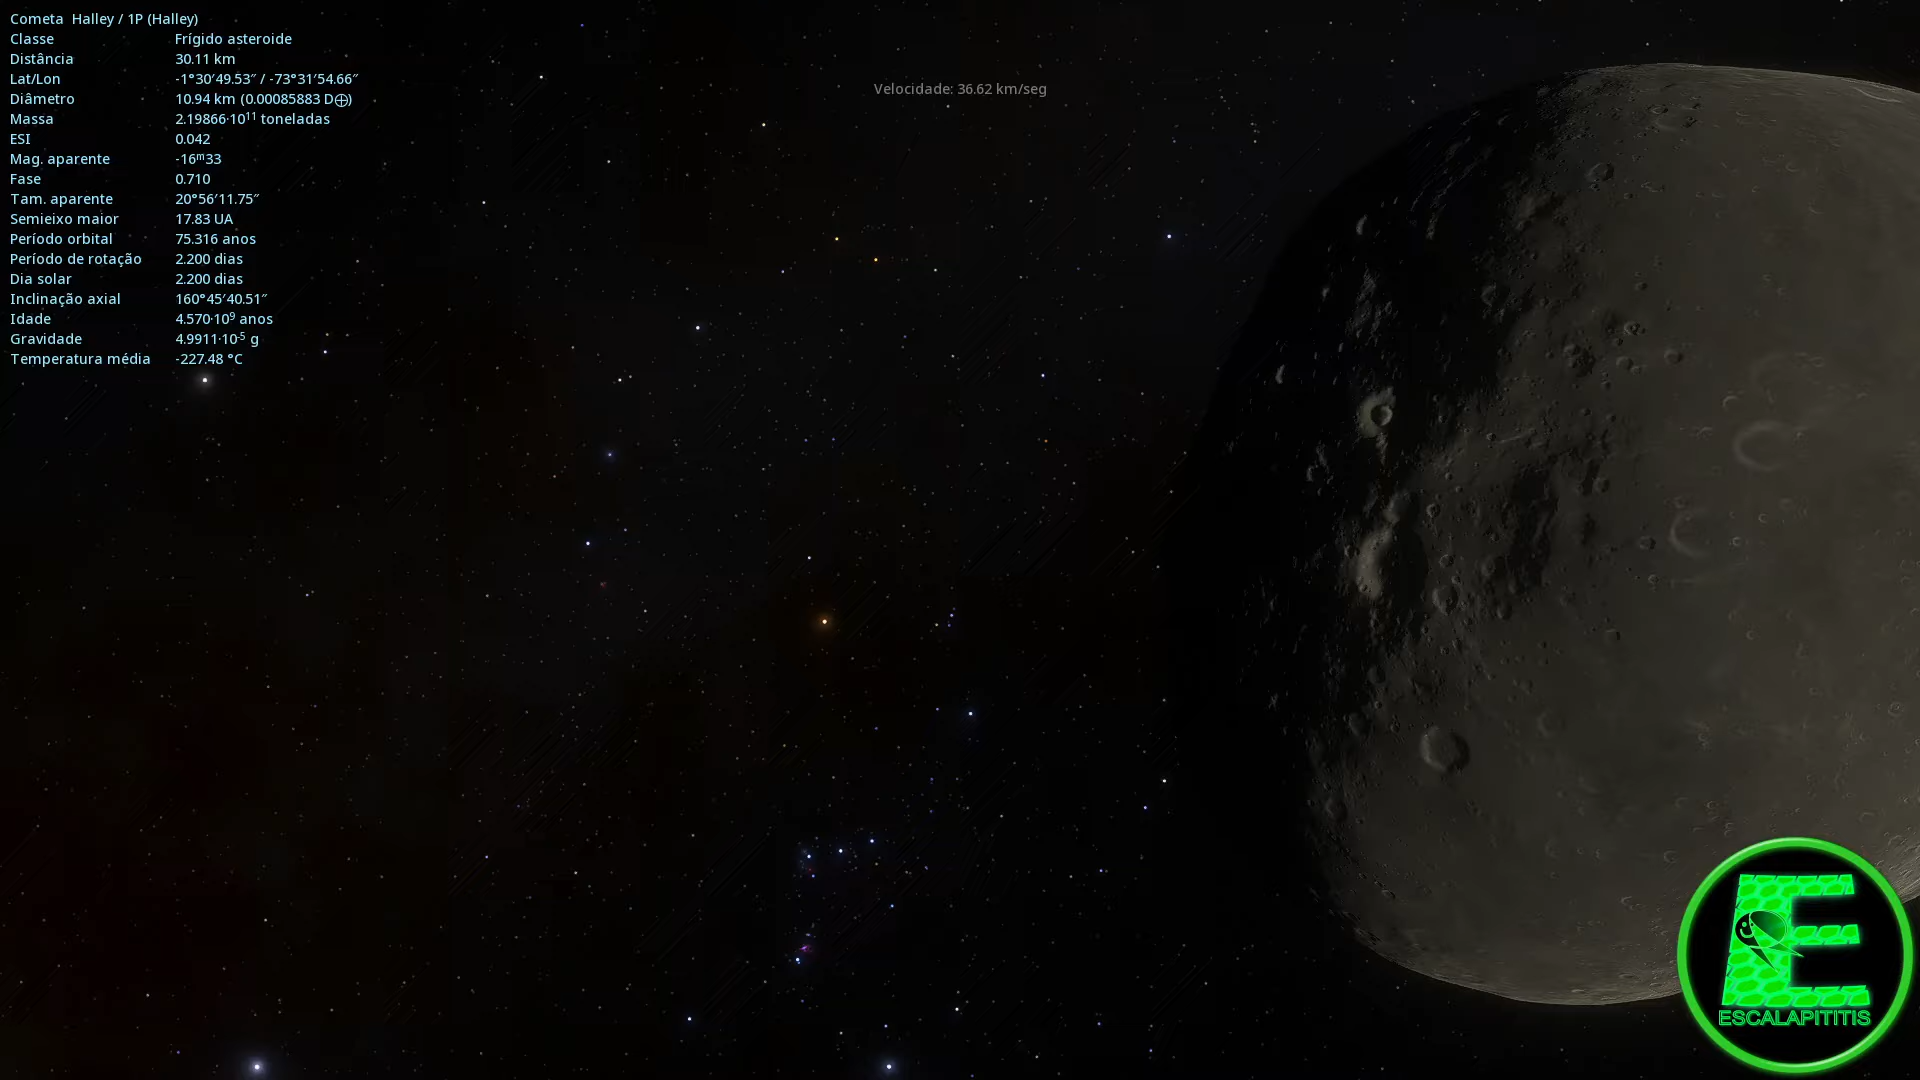 Cometa Halley / 1P (Halley)
Classe Frígido asteroide
Distância 30.11 km
Lat/Lon -1°30′49.53″ / -73°31′54.66″
Diâmetro 10.94 km (0.00085883 D⊕)
Massa 2.19866·10¹¹ toneladas
ESI 0.042
Mag. aparente -16ᵐ33
Fase 0.710
Tam. aparente 20°56′11.75″
Semieixo maior 17.83 UA
Período orbital 75.316 anos
Período de rotação 2.200 dias
Dia solar 2.200 dias
Inclinação axial 160°45′40.51″
Idade 4.570·10⁹ anos
Gravidade 4.9911·10⁻⁵ g
Temperatura média -227.48 °C
Velocidade: 36.62 km/seg
E
ESCALAPITITIS